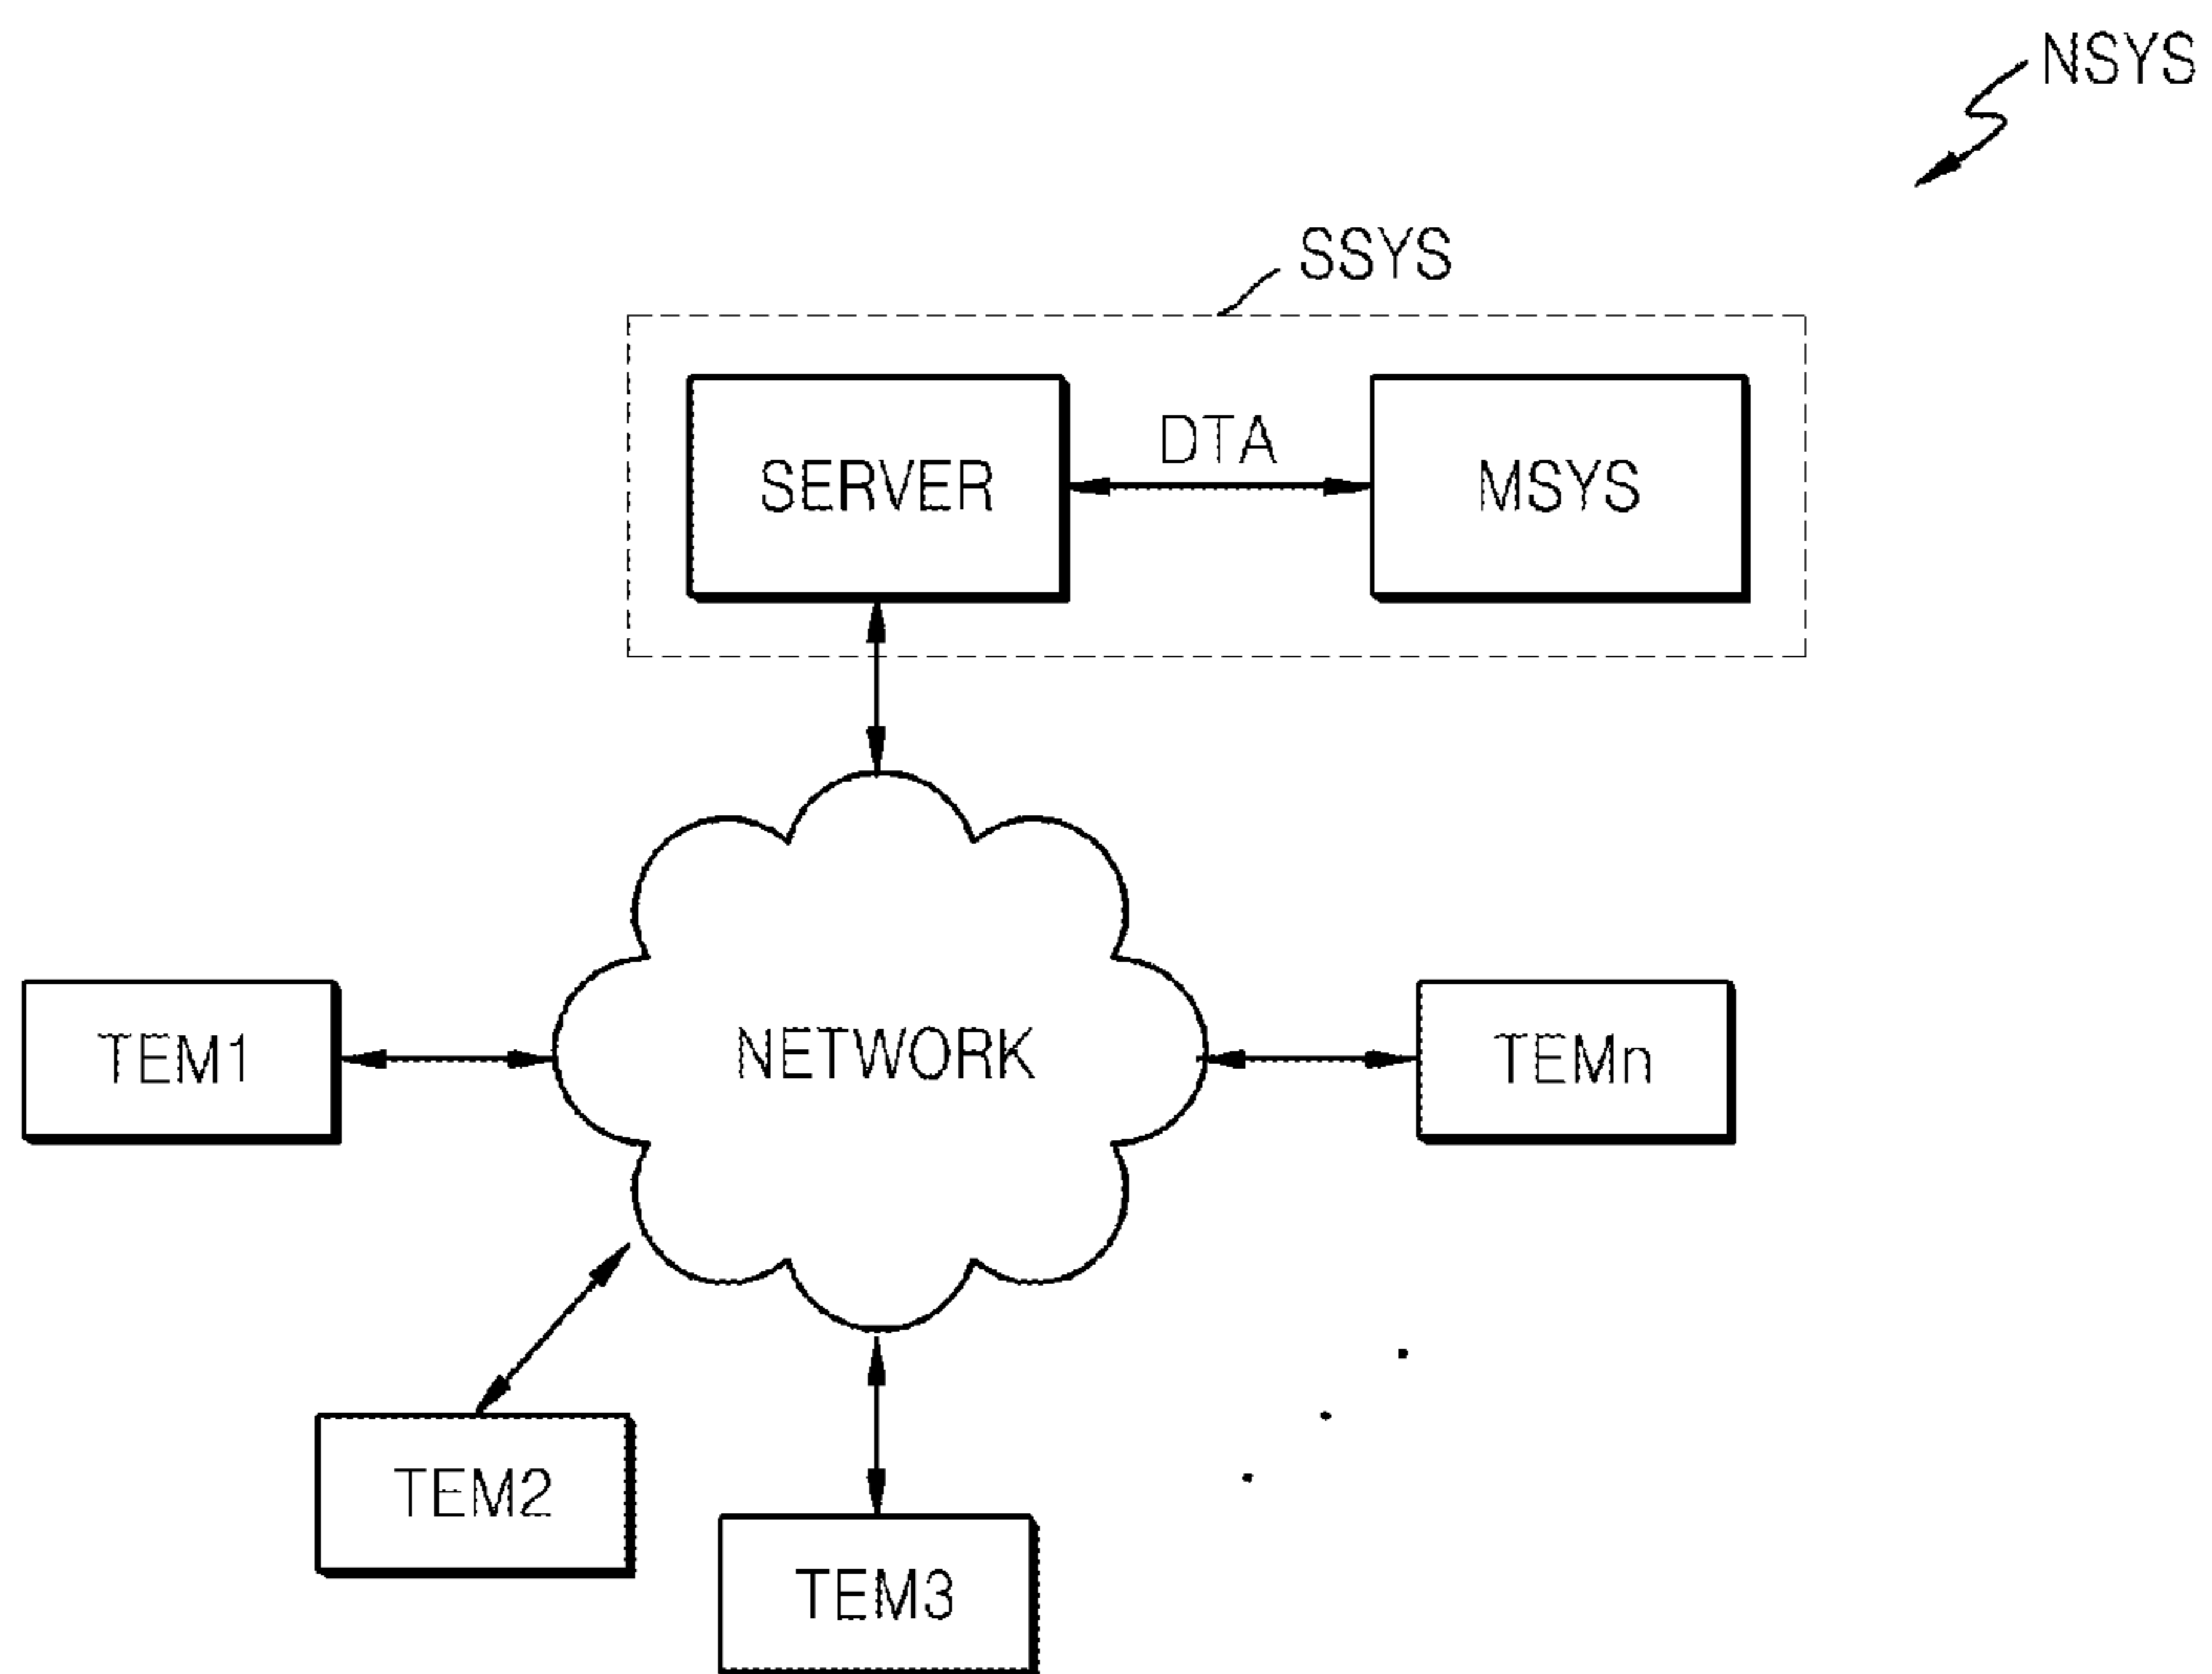 NSYS
SSYS
SERVER
DTA
MSYS
NETWORK
TEM1
TEMn
TEM2
TEM3